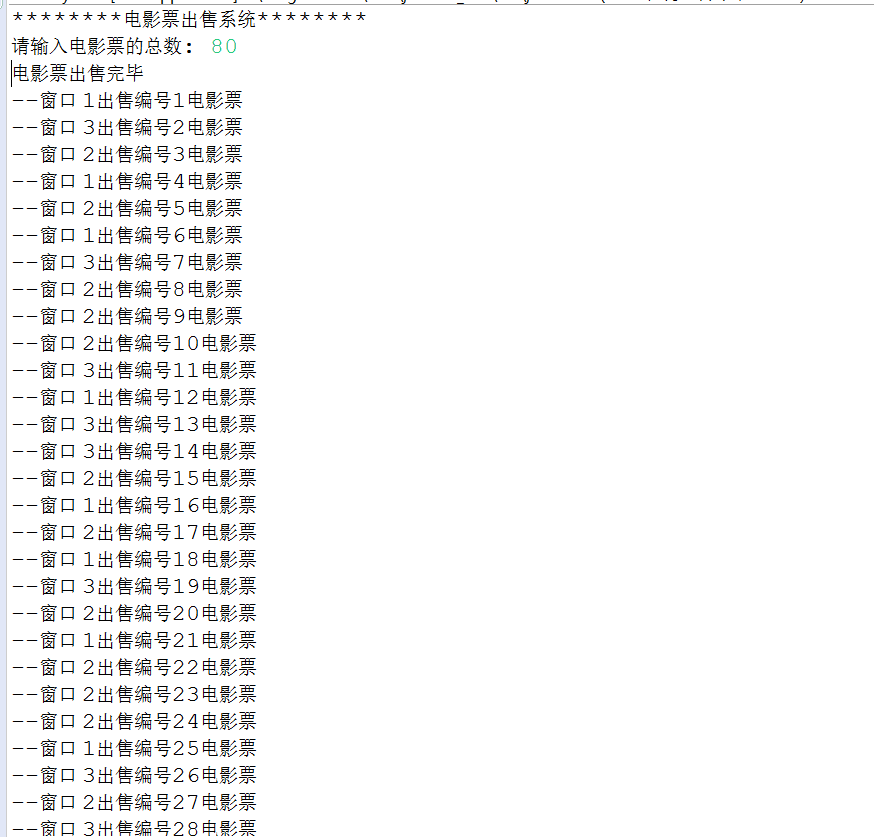 ********电影票出售系统********
请输入电影票的总数： 80
电影票出售完毕
--窗口 1出售编号1电影票
--窗口 3出售编号2电影票
--窗口 2出售编号3电影票
--窗口 1出售编号4电影票
--窗口 2出售编号5电影票
--窗口 1出售编号6电影票
--窗口 3出售编号7电影票
--窗口 2出售编号8电影票
--窗口 2出售编号9电影票
--窗口 2出售编号10电影票
--窗口 3出售编号11电影票
--窗口 1出售编号12电影票
--窗口 3出售编号13电影票
--窗口 3出售编号14电影票
--窗口 2出售编号15电影票
--窗口 1出售编号16电影票
--窗口 2出售编号17电影票
--窗口 1出售编号18电影票
--窗口 3出售编号19电影票
--窗口 2出售编号20电影票
--窗口 1出售编号21电影票
--窗口 2出售编号22电影票
--窗口 2出售编号23电影票
--窗口 2出售编号24电影票
--窗口 1出售编号25电影票
--窗口 3出售编号26电影票
--窗口 2出售编号27电影票
--窗口 3出售编号28电影票